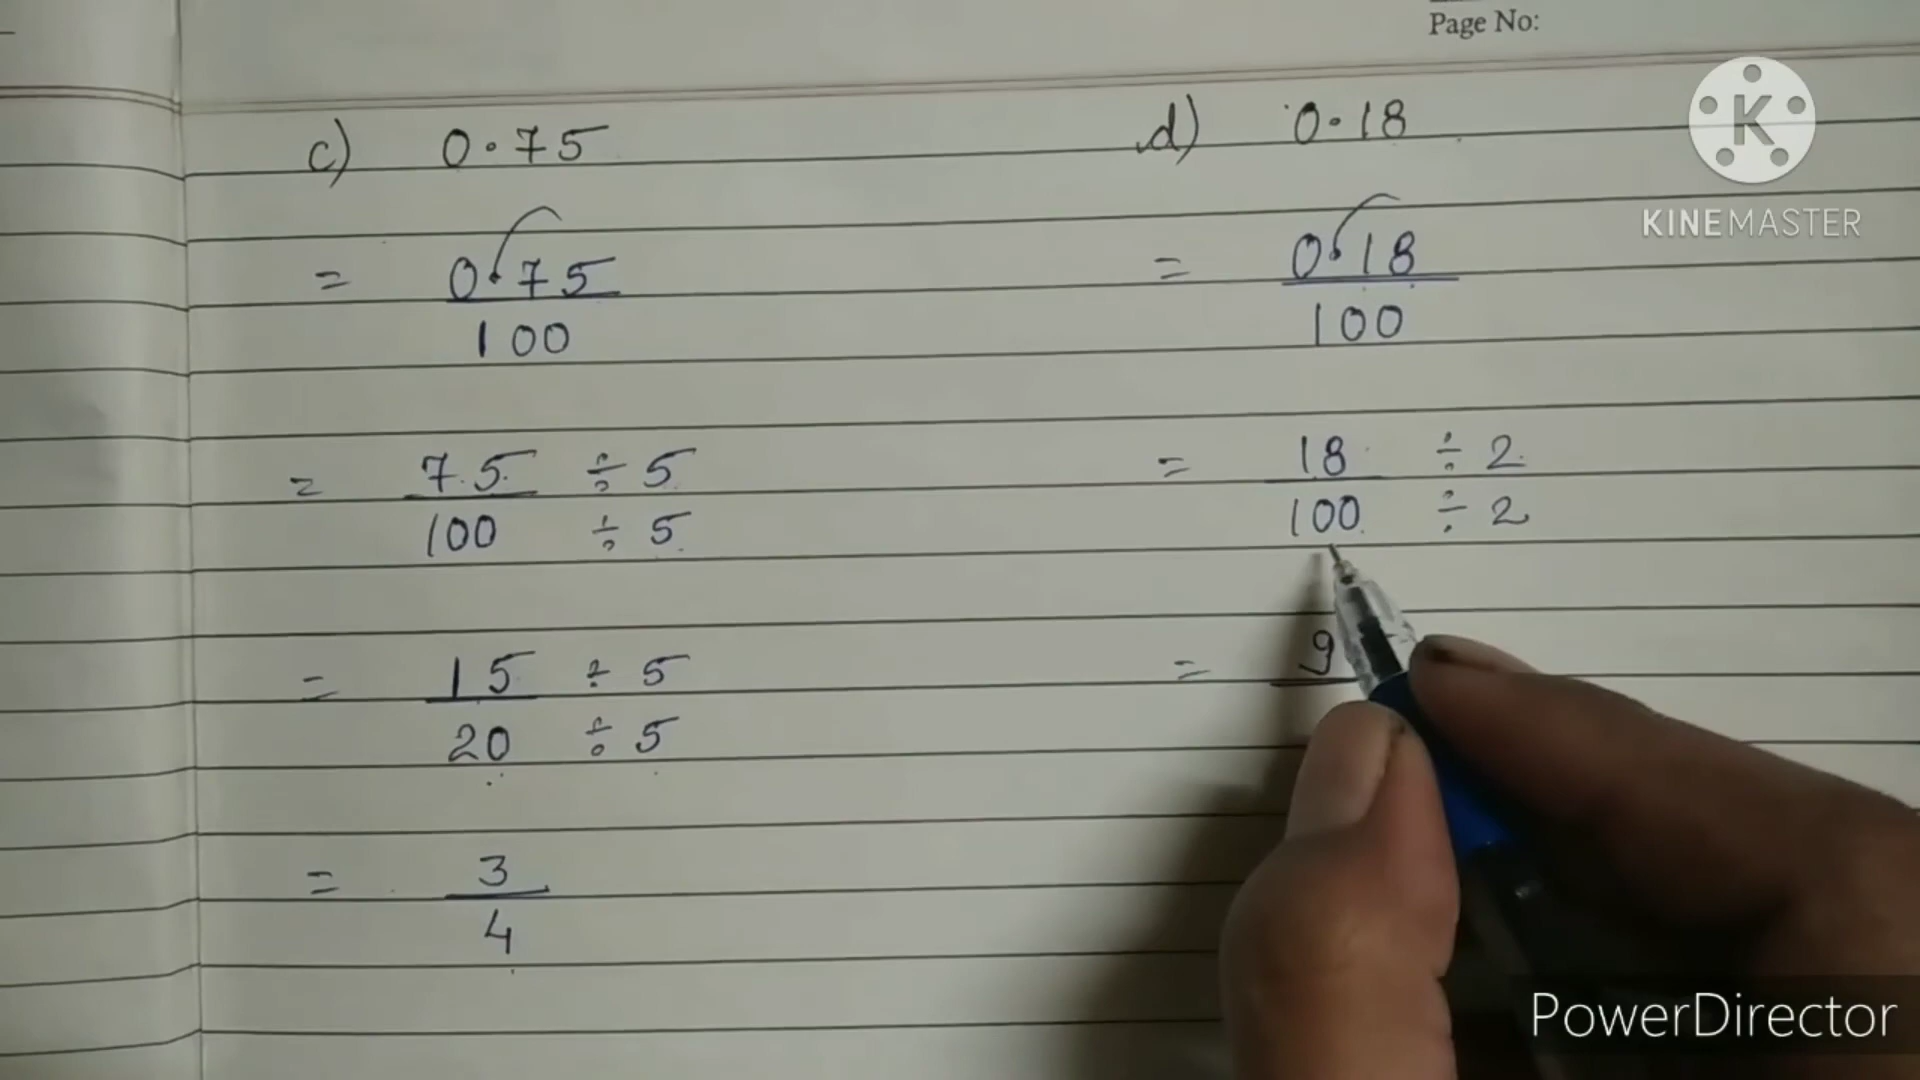 Page No:
K
KINEMASTER
c) 0.75
= 0.75
100
= 75 ÷ 5
100 ÷ 5
= 15 ÷ 5
20 ÷ 5
= 3
4
d) 0.18
= 0.18
100
= 18 ÷ 2
100 ÷ 2
= 9
PowerDirector